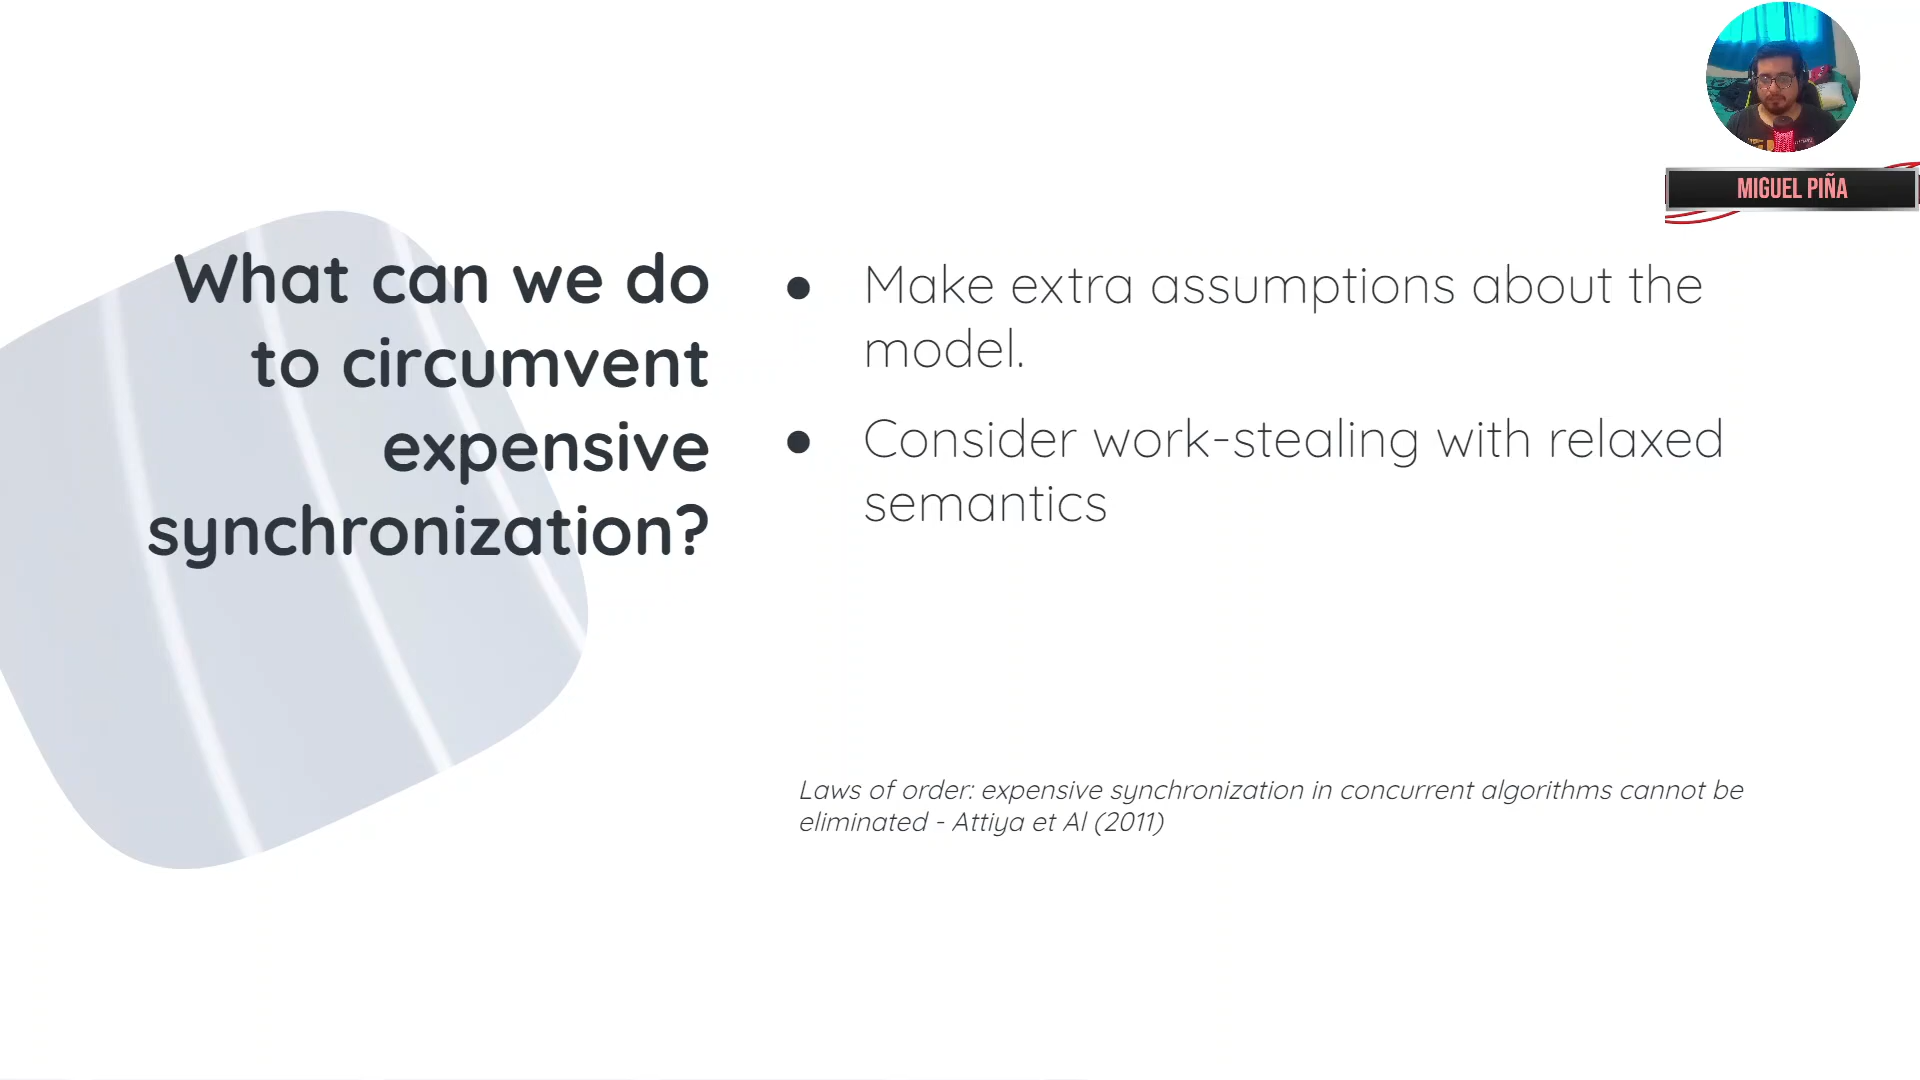 MIGUEL PIÑA
What can we do
to circumvent
expensive
synchronization?
● Make extra assumptions about the
model.
● Consider work-stealing with relaxed
semantics
Laws of order: expensive synchronization in concurrent algorithms cannot be
eliminated - Attiya et Al (2011)